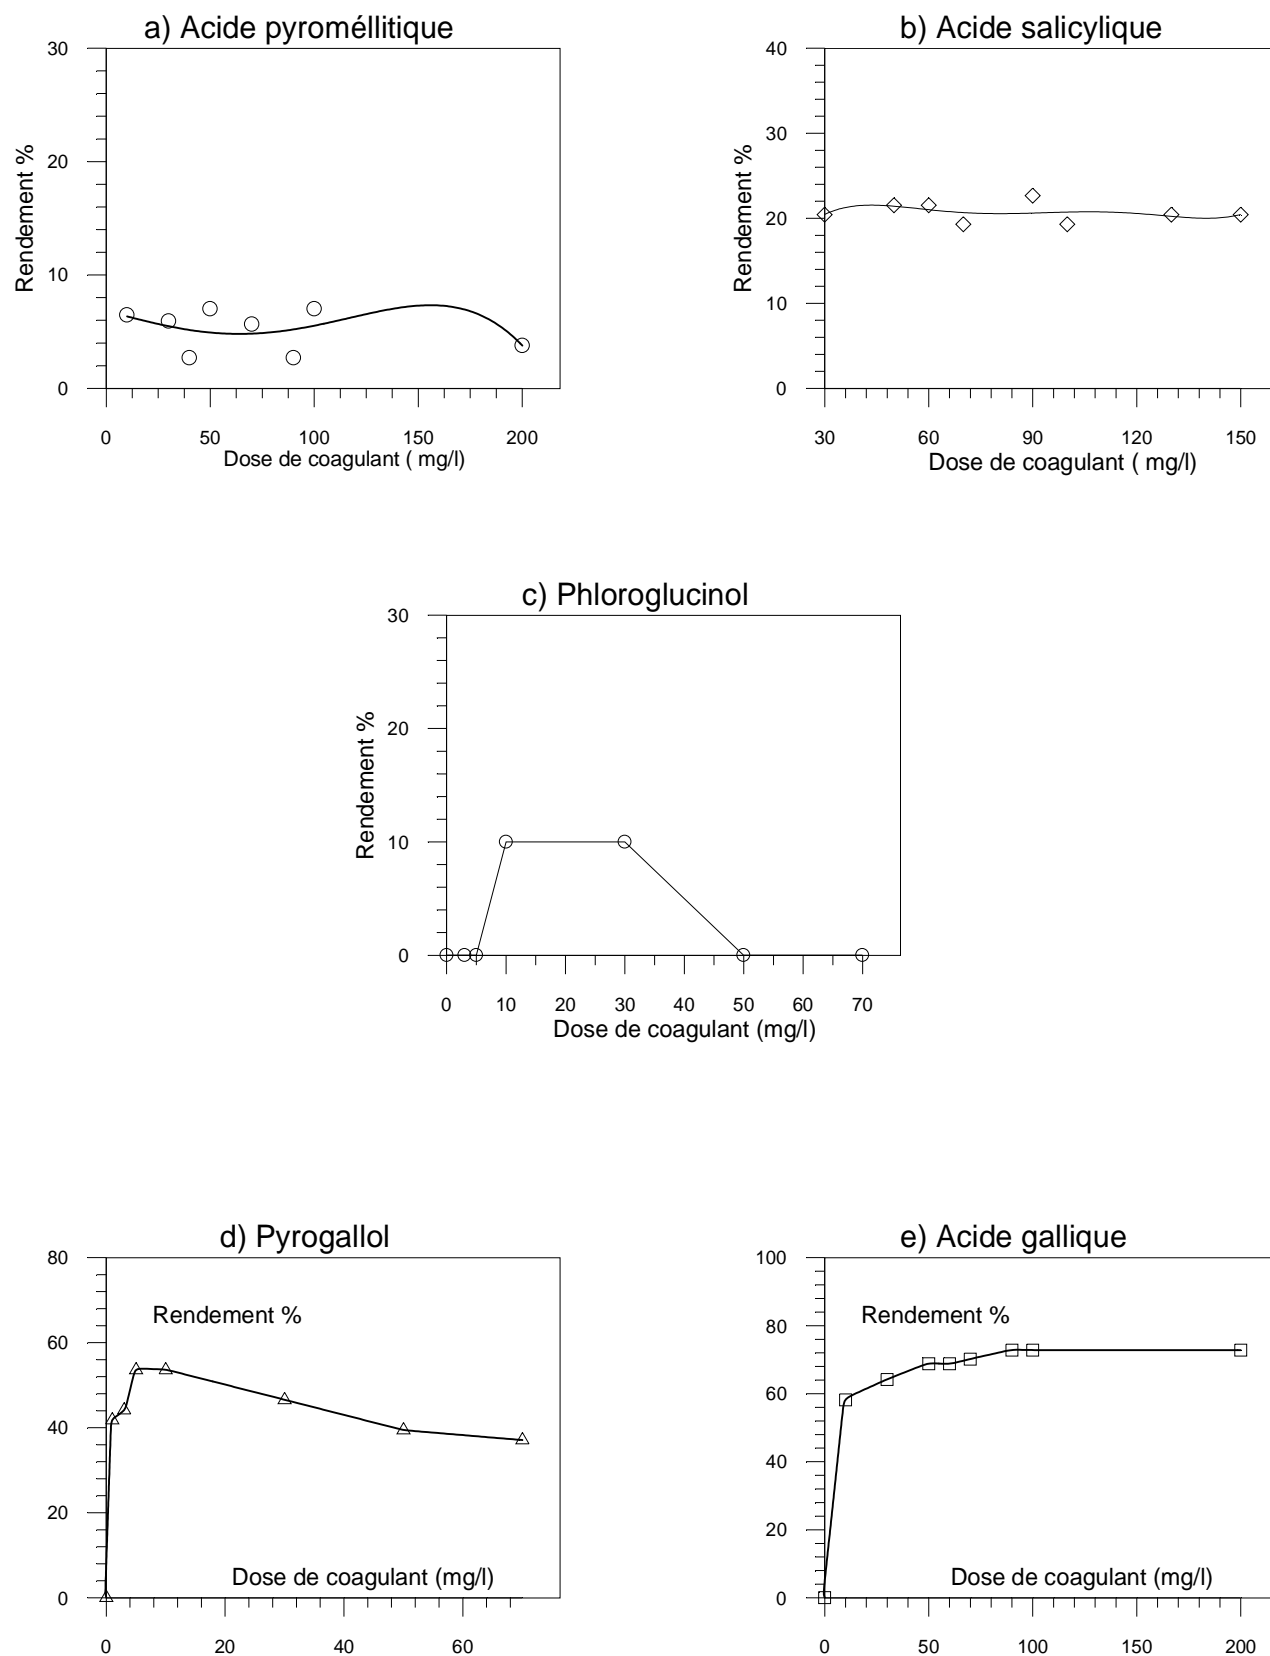 a) Acide pyroméllitique
30
20
10
0
Rendement %
0 50 100 150 200
Dose de coagulant ( mg/l)
b) Acide salicylique
40
30
20
10
0
Rendement %
30 60 90 120 150
Dose de coagulant ( mg/l)
c) Phloroglucinol
30
20
10
0
Rendement %
0 10 20 30 40 50 60 70
Dose de coagulant (mg/l)
d) Pyrogallol
80
Rendement %
60
40
20
Dose de coagulant (mg/l)
0
0 20 40 60
e) Acide gallique
100
Rendement %
80
60
40
20
Dose de coagulant (mg/l)
0
0 50 100 150 200